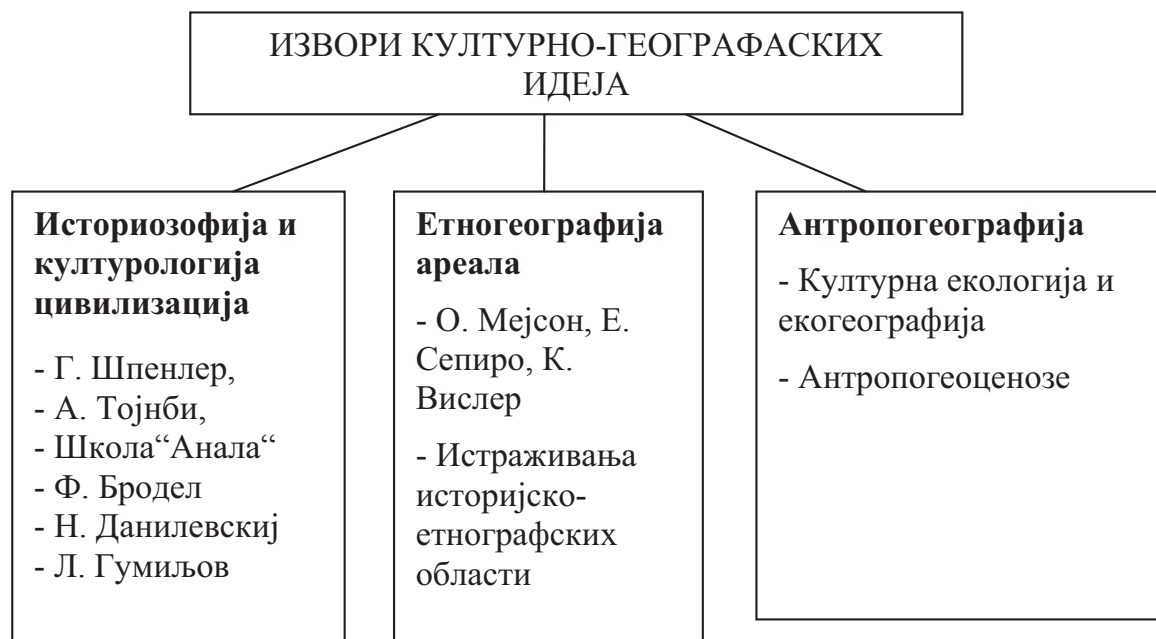 ИЗВОРИ КУЛТУРНО-ГЕОГРАФАСКИХ
ИДЕЈА
Историозофија и
културологија
цивилизација
- Г. Шпенлер,
- А. Тојнби,
- Школа“Анала“
- Ф. Бродел
- Н. Данилевскиј
- Л. Гумиљов
Етногеографија
ареала
- О. Мејсон, Е.
Сепиро, К.
Вислер
- Истраживања
историјско-
етнографских
области
Антропогеографија
- Културна екологија и
екогеографија
- Антропогеоценозе